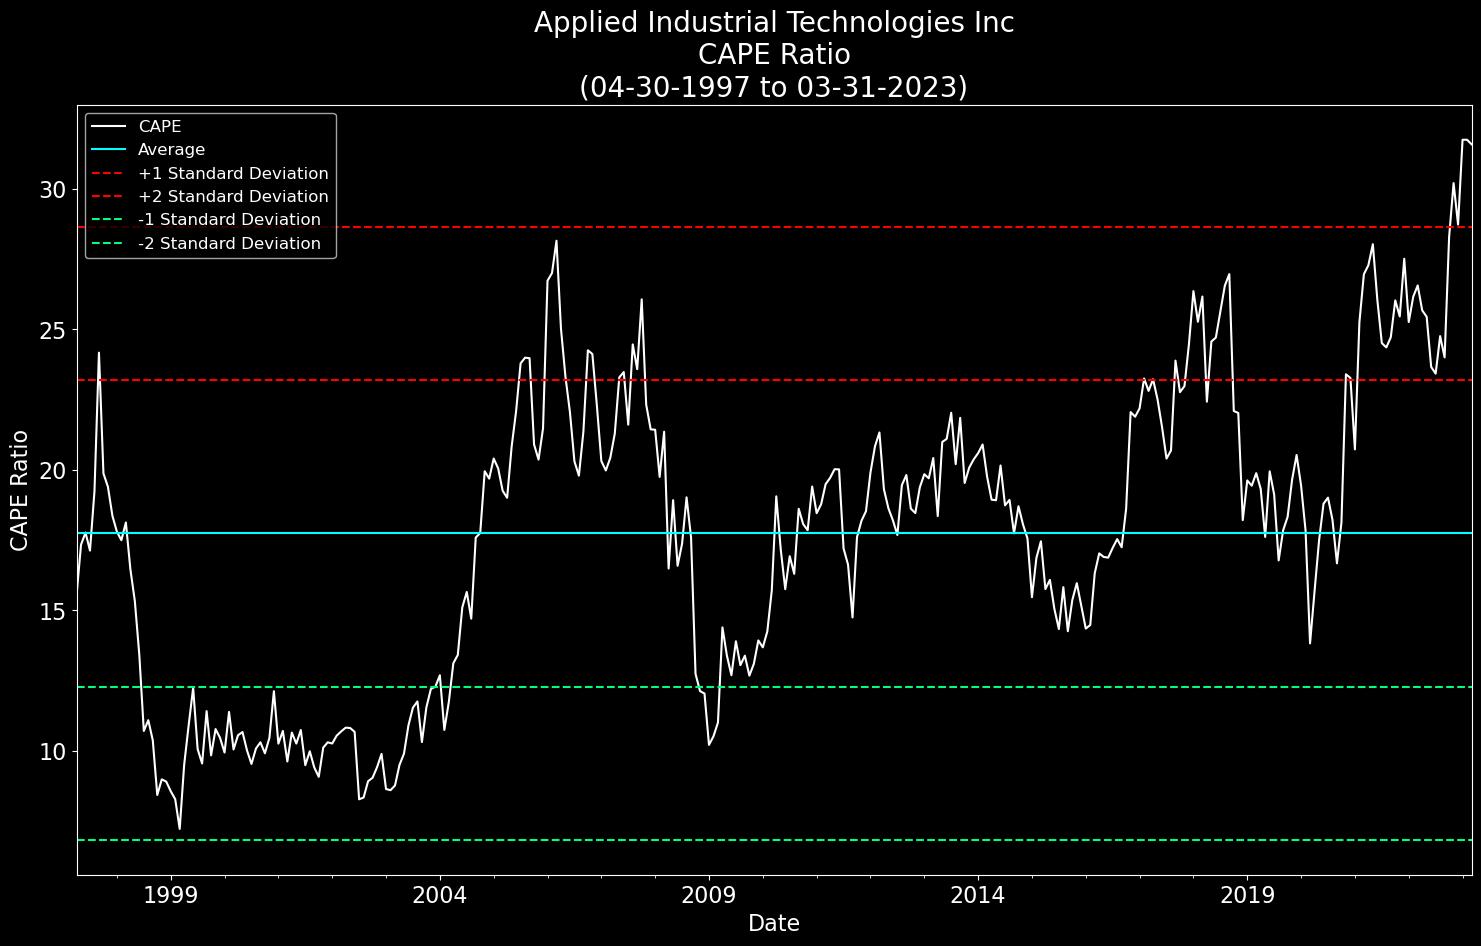 Applied Industrial Technologies Inc
CAPE Ratio
(04-30-1997 to 03-31-2023)
CAPE
Average
+1 Standard Deviation
+2 Standard Deviation
-1 Standard Deviation
-2 Standard Deviation
CAPE Ratio
30
25
20
15
10
1999 2004 2009 2014 2019
Date